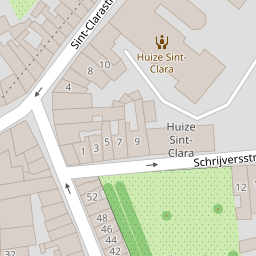 Sint-Clarastr
Huize Sint-
Clara
10
8
4
Huize
Sint-
Clara
1
3
5
7
9
Schrijversstr
12
52
48
46
44
42